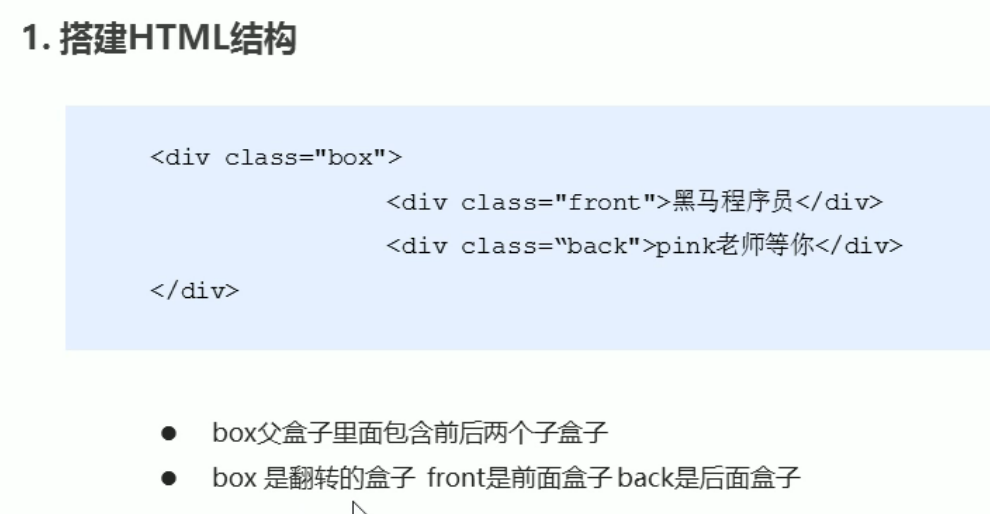 1. 搭建HTML结构
<div class="box">
<div class="front">黑马程序员</div>
<div class=“back">pink老师等你</div>
</div>
● box父盒子里面包含前后两个子盒子
● box 是翻转的盒子 front是前面盒子 back是后面盒子